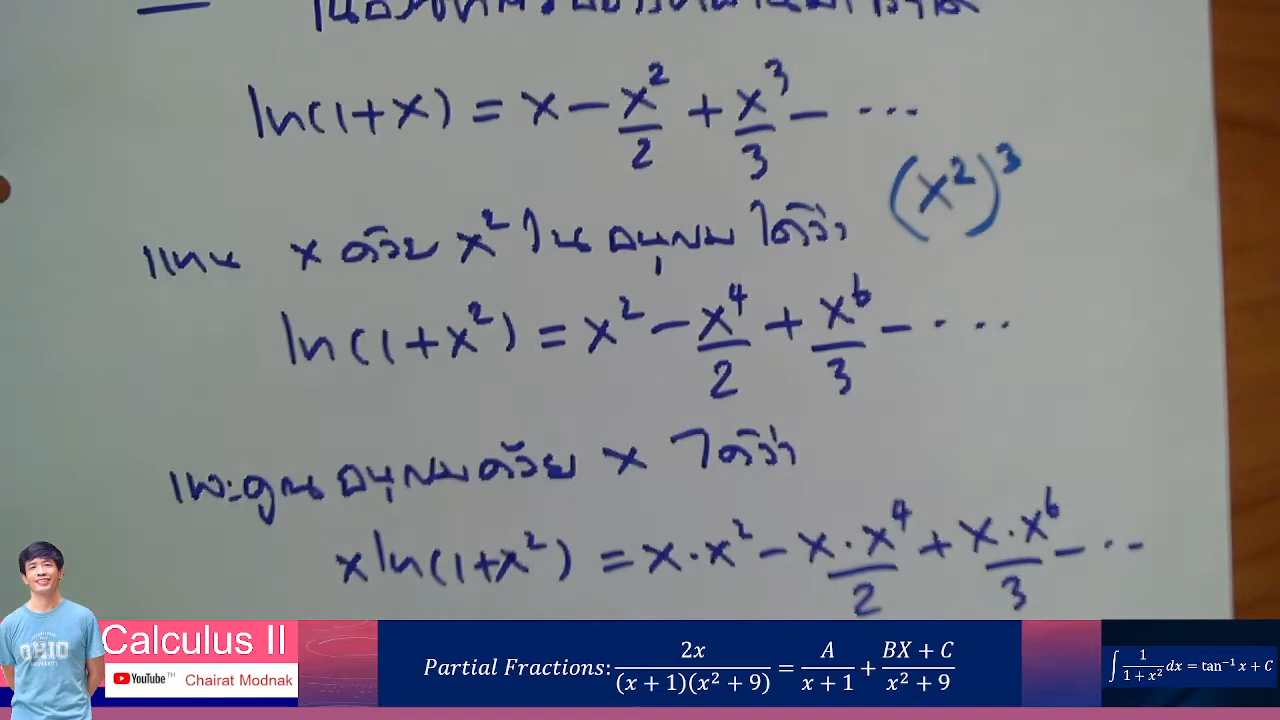 ln(1+x) = x - x²/2 + x³/3 - ...
(x²)³
แทน x ด้วย x² ใน อนุกรม ได้ว่า
ln(1+x²) = x² - x⁴/2 + x⁶/3 - ....
และคูณ อนุกรมด้วย x ได้ว่า
x ln(1+x²) = x·x² - x·x⁴/2 + x·x⁶/3 - ...
OHIO
Calculus II
YouTube TH Chairat Modnak
Partial Fractions: 2x/((x+1)(x²+9)) = A/(x+1) + (BX+C)/(x²+9)
∫ 1/(1+x²) dx = tan⁻¹ x + C